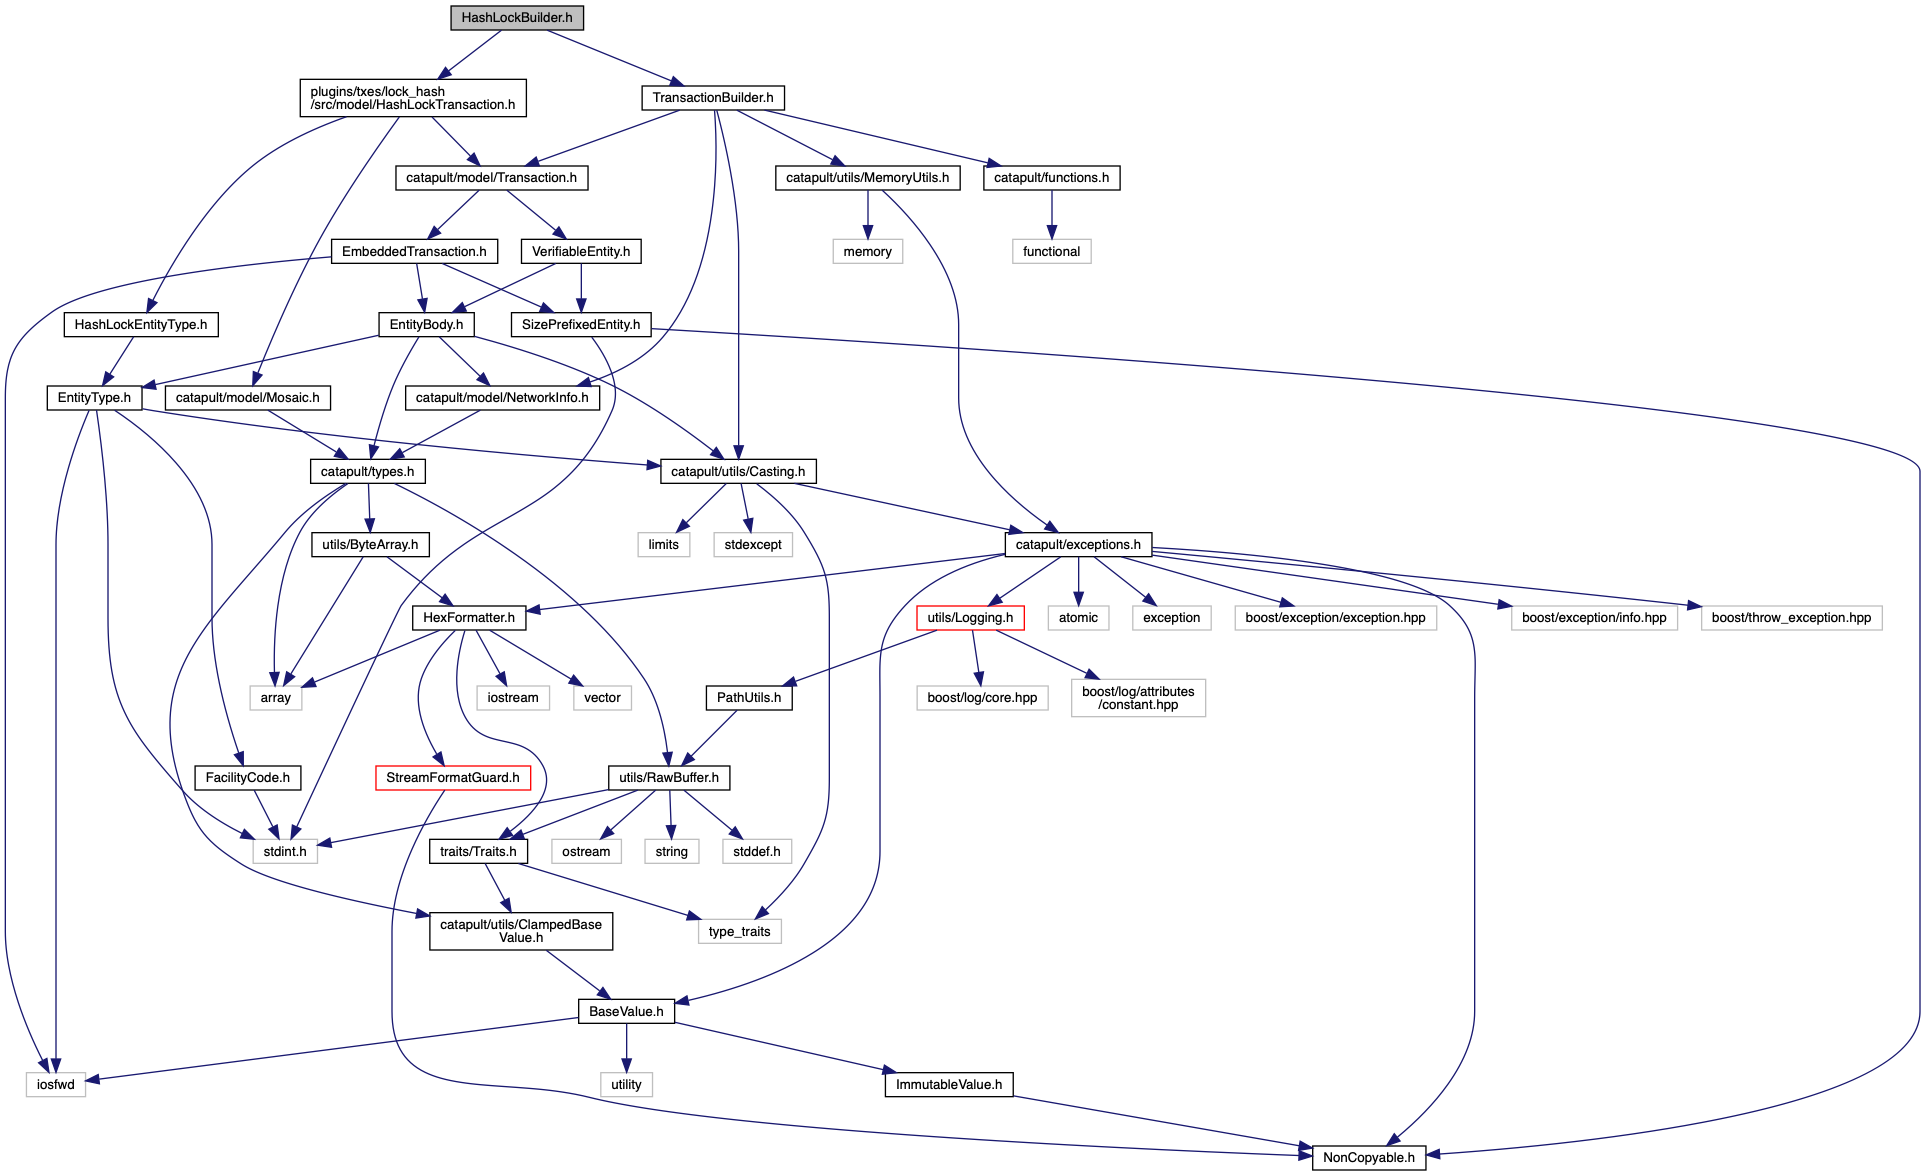 HashLockBuilder.h
plugins/txes/lock_hash
/src/model/HashLockTransaction.h
TransactionBuilder.h
catapult/model/Transaction.h
catapult/utils/MemoryUtils.h
catapult/functions.h
EmbeddedTransaction.h
VerifiableEntity.h
memory
functional
HashLockEntityType.h
EntityBody.h
SizePrefixedEntity.h
EntityType.h
catapult/model/Mosaic.h
catapult/model/NetworkInfo.h
catapult/types.h
catapult/utils/Casting.h
utils/ByteArray.h
limits
stdexcept
catapult/exceptions.h
HexFormatter.h
utils/Logging.h
atomic
exception
boost/exception/exception.hpp
boost/exception/info.hpp
boost/throw_exception.hpp
array
iostream
vector
PathUtils.h
boost/log/core.hpp
boost/log/attributes
/constant.hpp
FacilityCode.h
StreamFormatGuard.h
utils/RawBuffer.h
stdint.h
traits/Traits.h
ostream
string
stddef.h
catapult/utils/ClampedBase
Value.h
type_traits
BaseValue.h
iosfwd
utility
ImmutableValue.h
NonCopyable.h